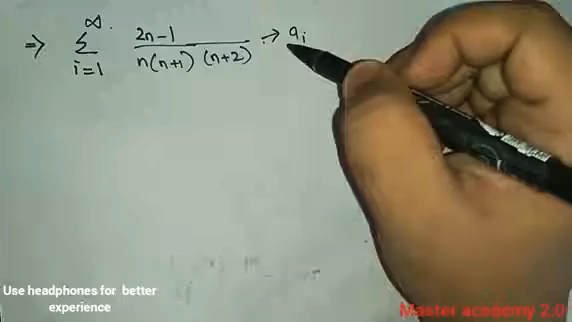 ⇒ ∞ Σ i=1 2n-1 / n(n+1) (n+2) → a_i
Use headphones for better
experience
Master academy 2.0